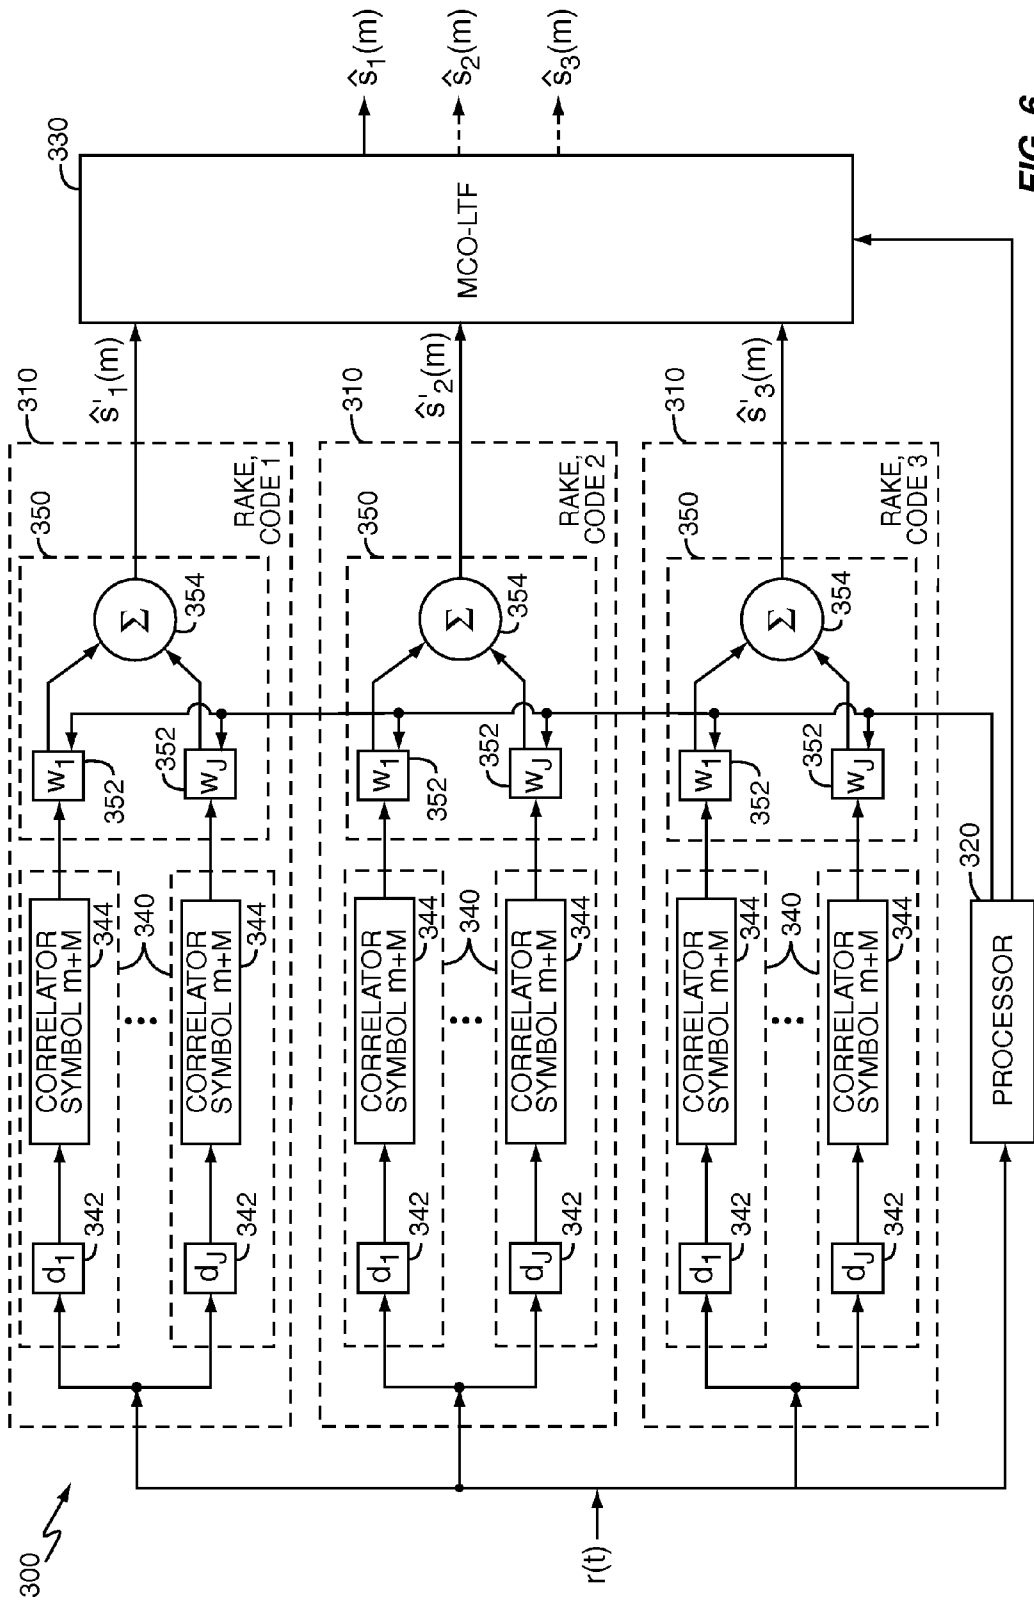 300
r(t)
d1
342
CORRELATOR
SYMBOL m+M
344
340
dJ
342
CORRELATOR
SYMBOL m+M
344
w1
352
352
wJ
Σ
354
350
RAKE,
CODE 1
310
ŝ'1(m)
d1
342
CORRELATOR
SYMBOL m+M
344
340
dJ
342
CORRELATOR
SYMBOL m+M
344
w1
352
352
wJ
Σ
354
350
RAKE,
CODE 2
310
ŝ'2(m)
d1
342
CORRELATOR
SYMBOL m+M
344
340
dJ
342
CORRELATOR
SYMBOL m+M
344
w1
352
352
wJ
Σ
354
350
RAKE,
CODE 3
310
ŝ'3(m)
PROCESSOR
320
MCO-LTF
330
ŝ1(m)
ŝ2(m)
ŝ3(m)
FIG. 6